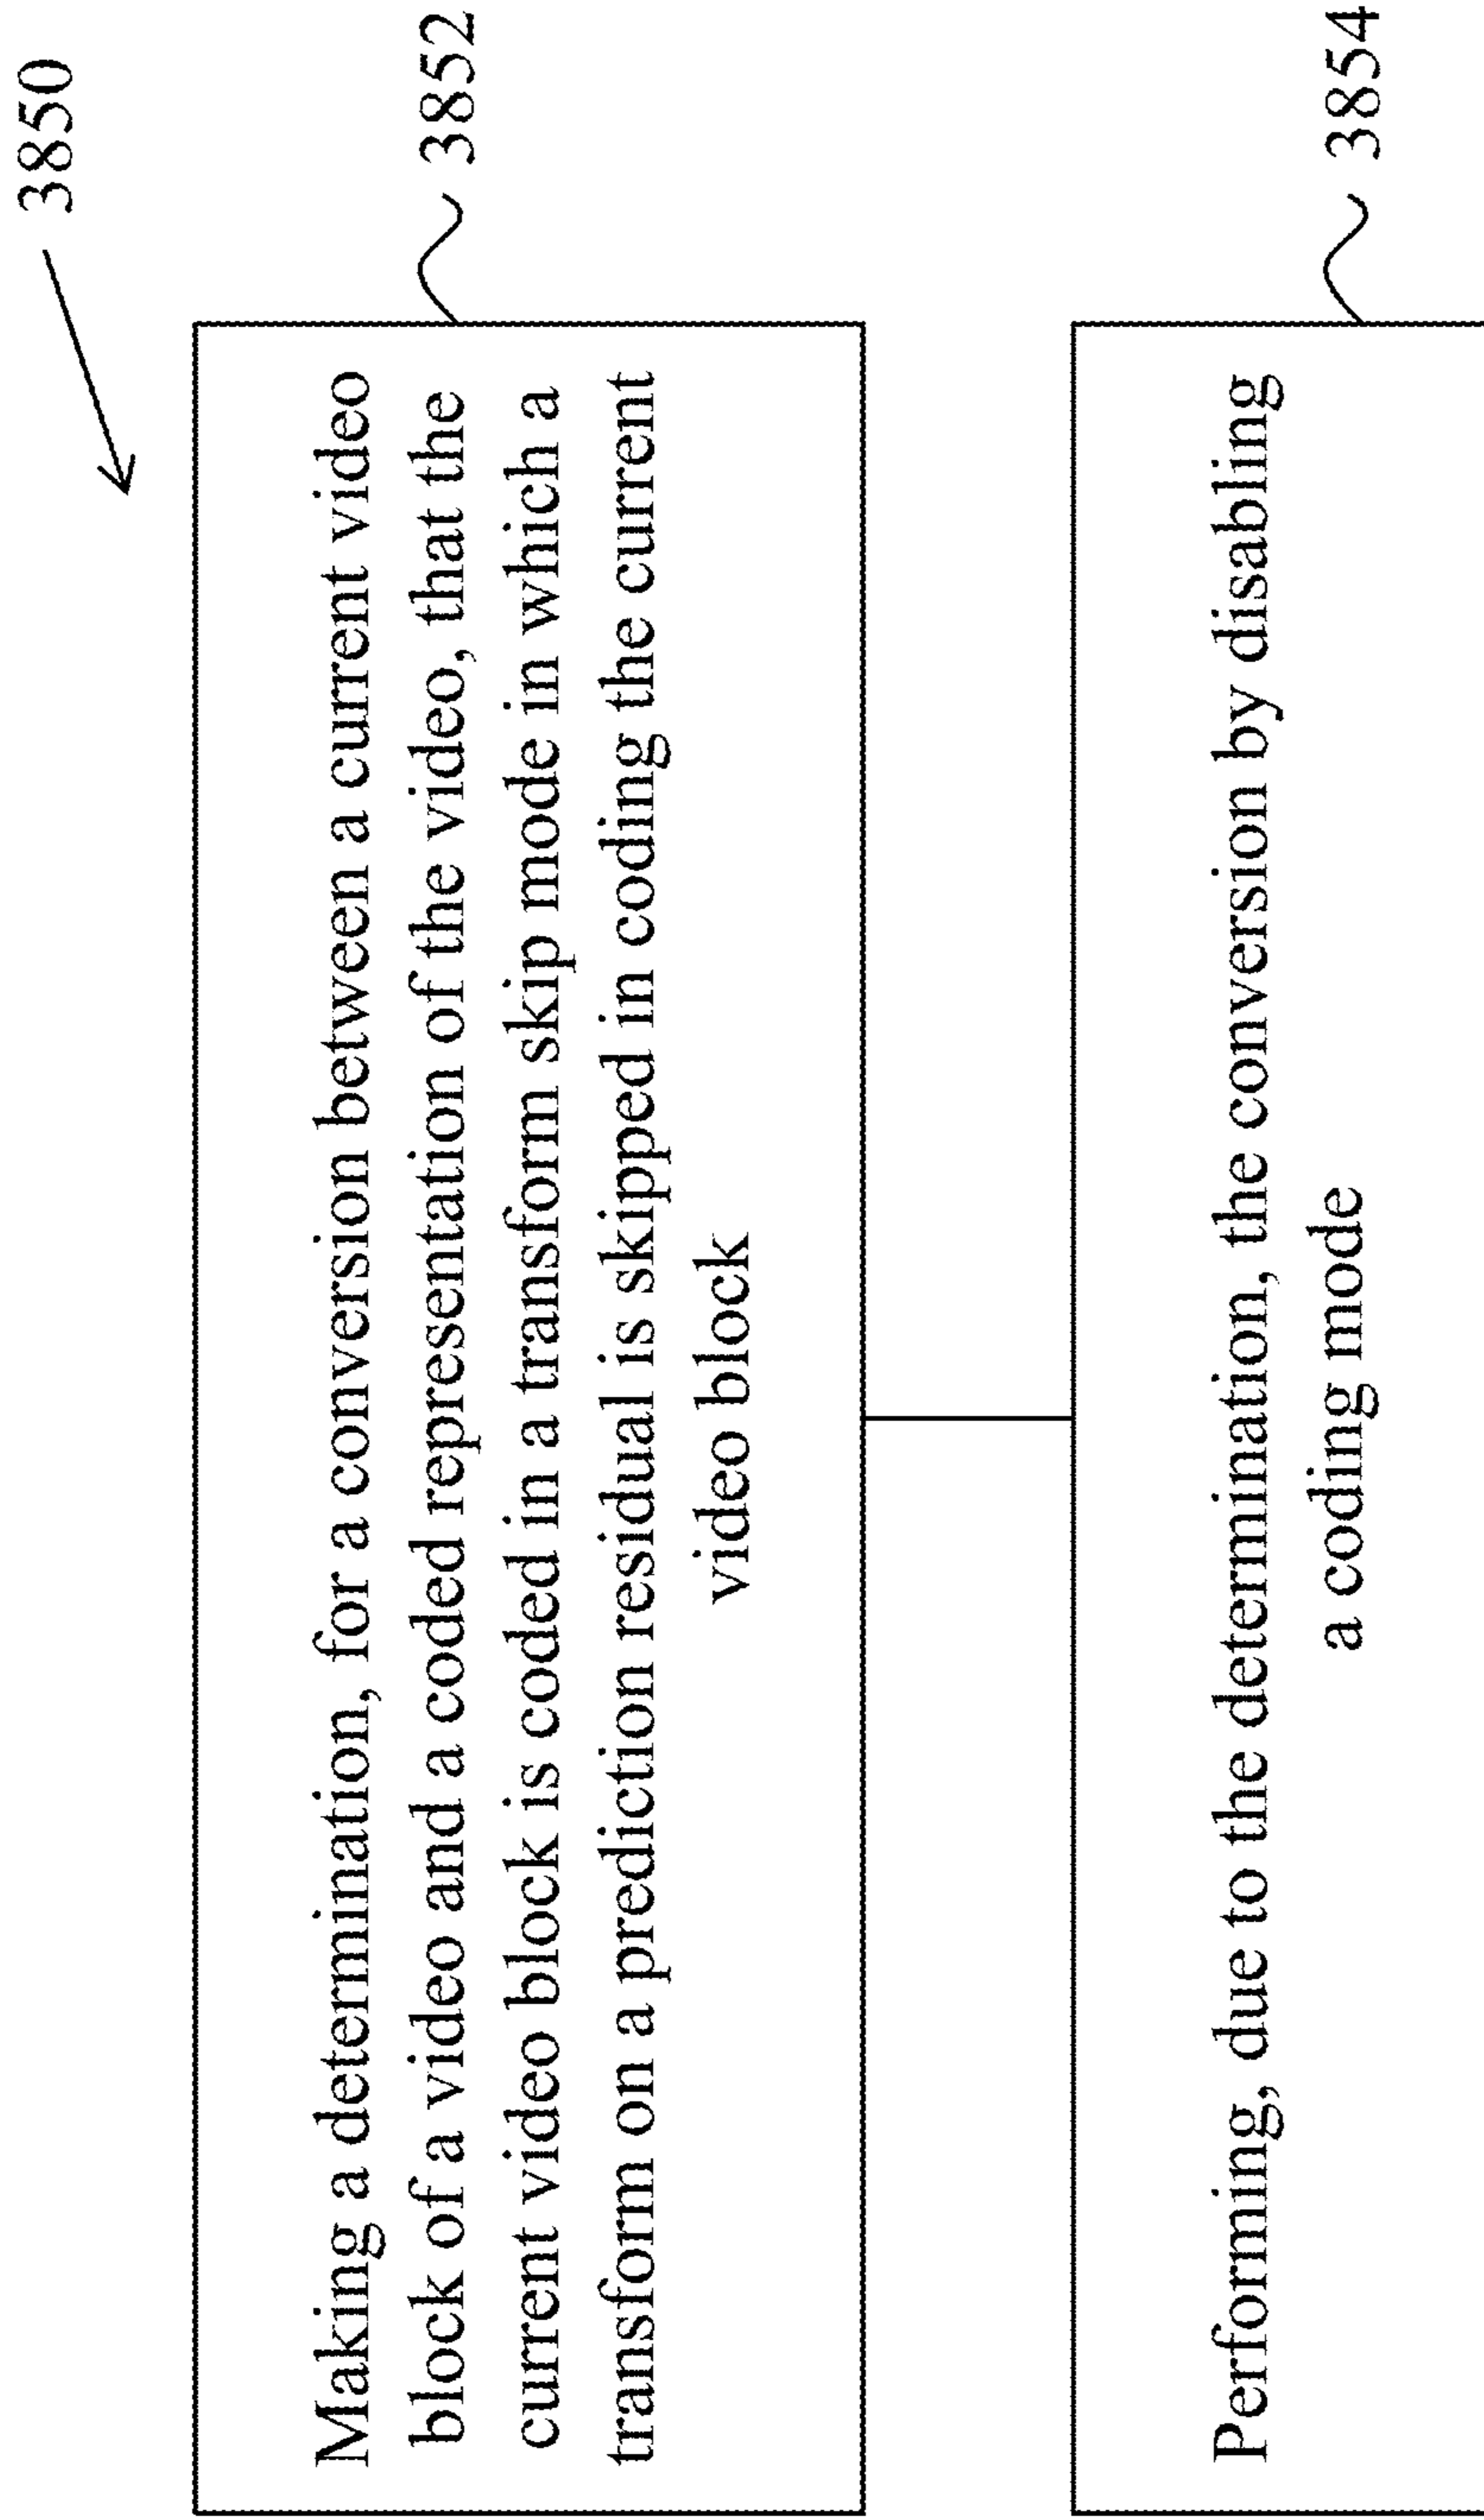 3850
Making a determination, for a conversion between a current video
block of a video and a coded representation of the video, that the
current video block is coded in a transform skip mode in which a
transform on a prediction residual is skipped in coding the current
video block
3852
Performing, due to the determination, the conversion by disabling
a coding mode
3854